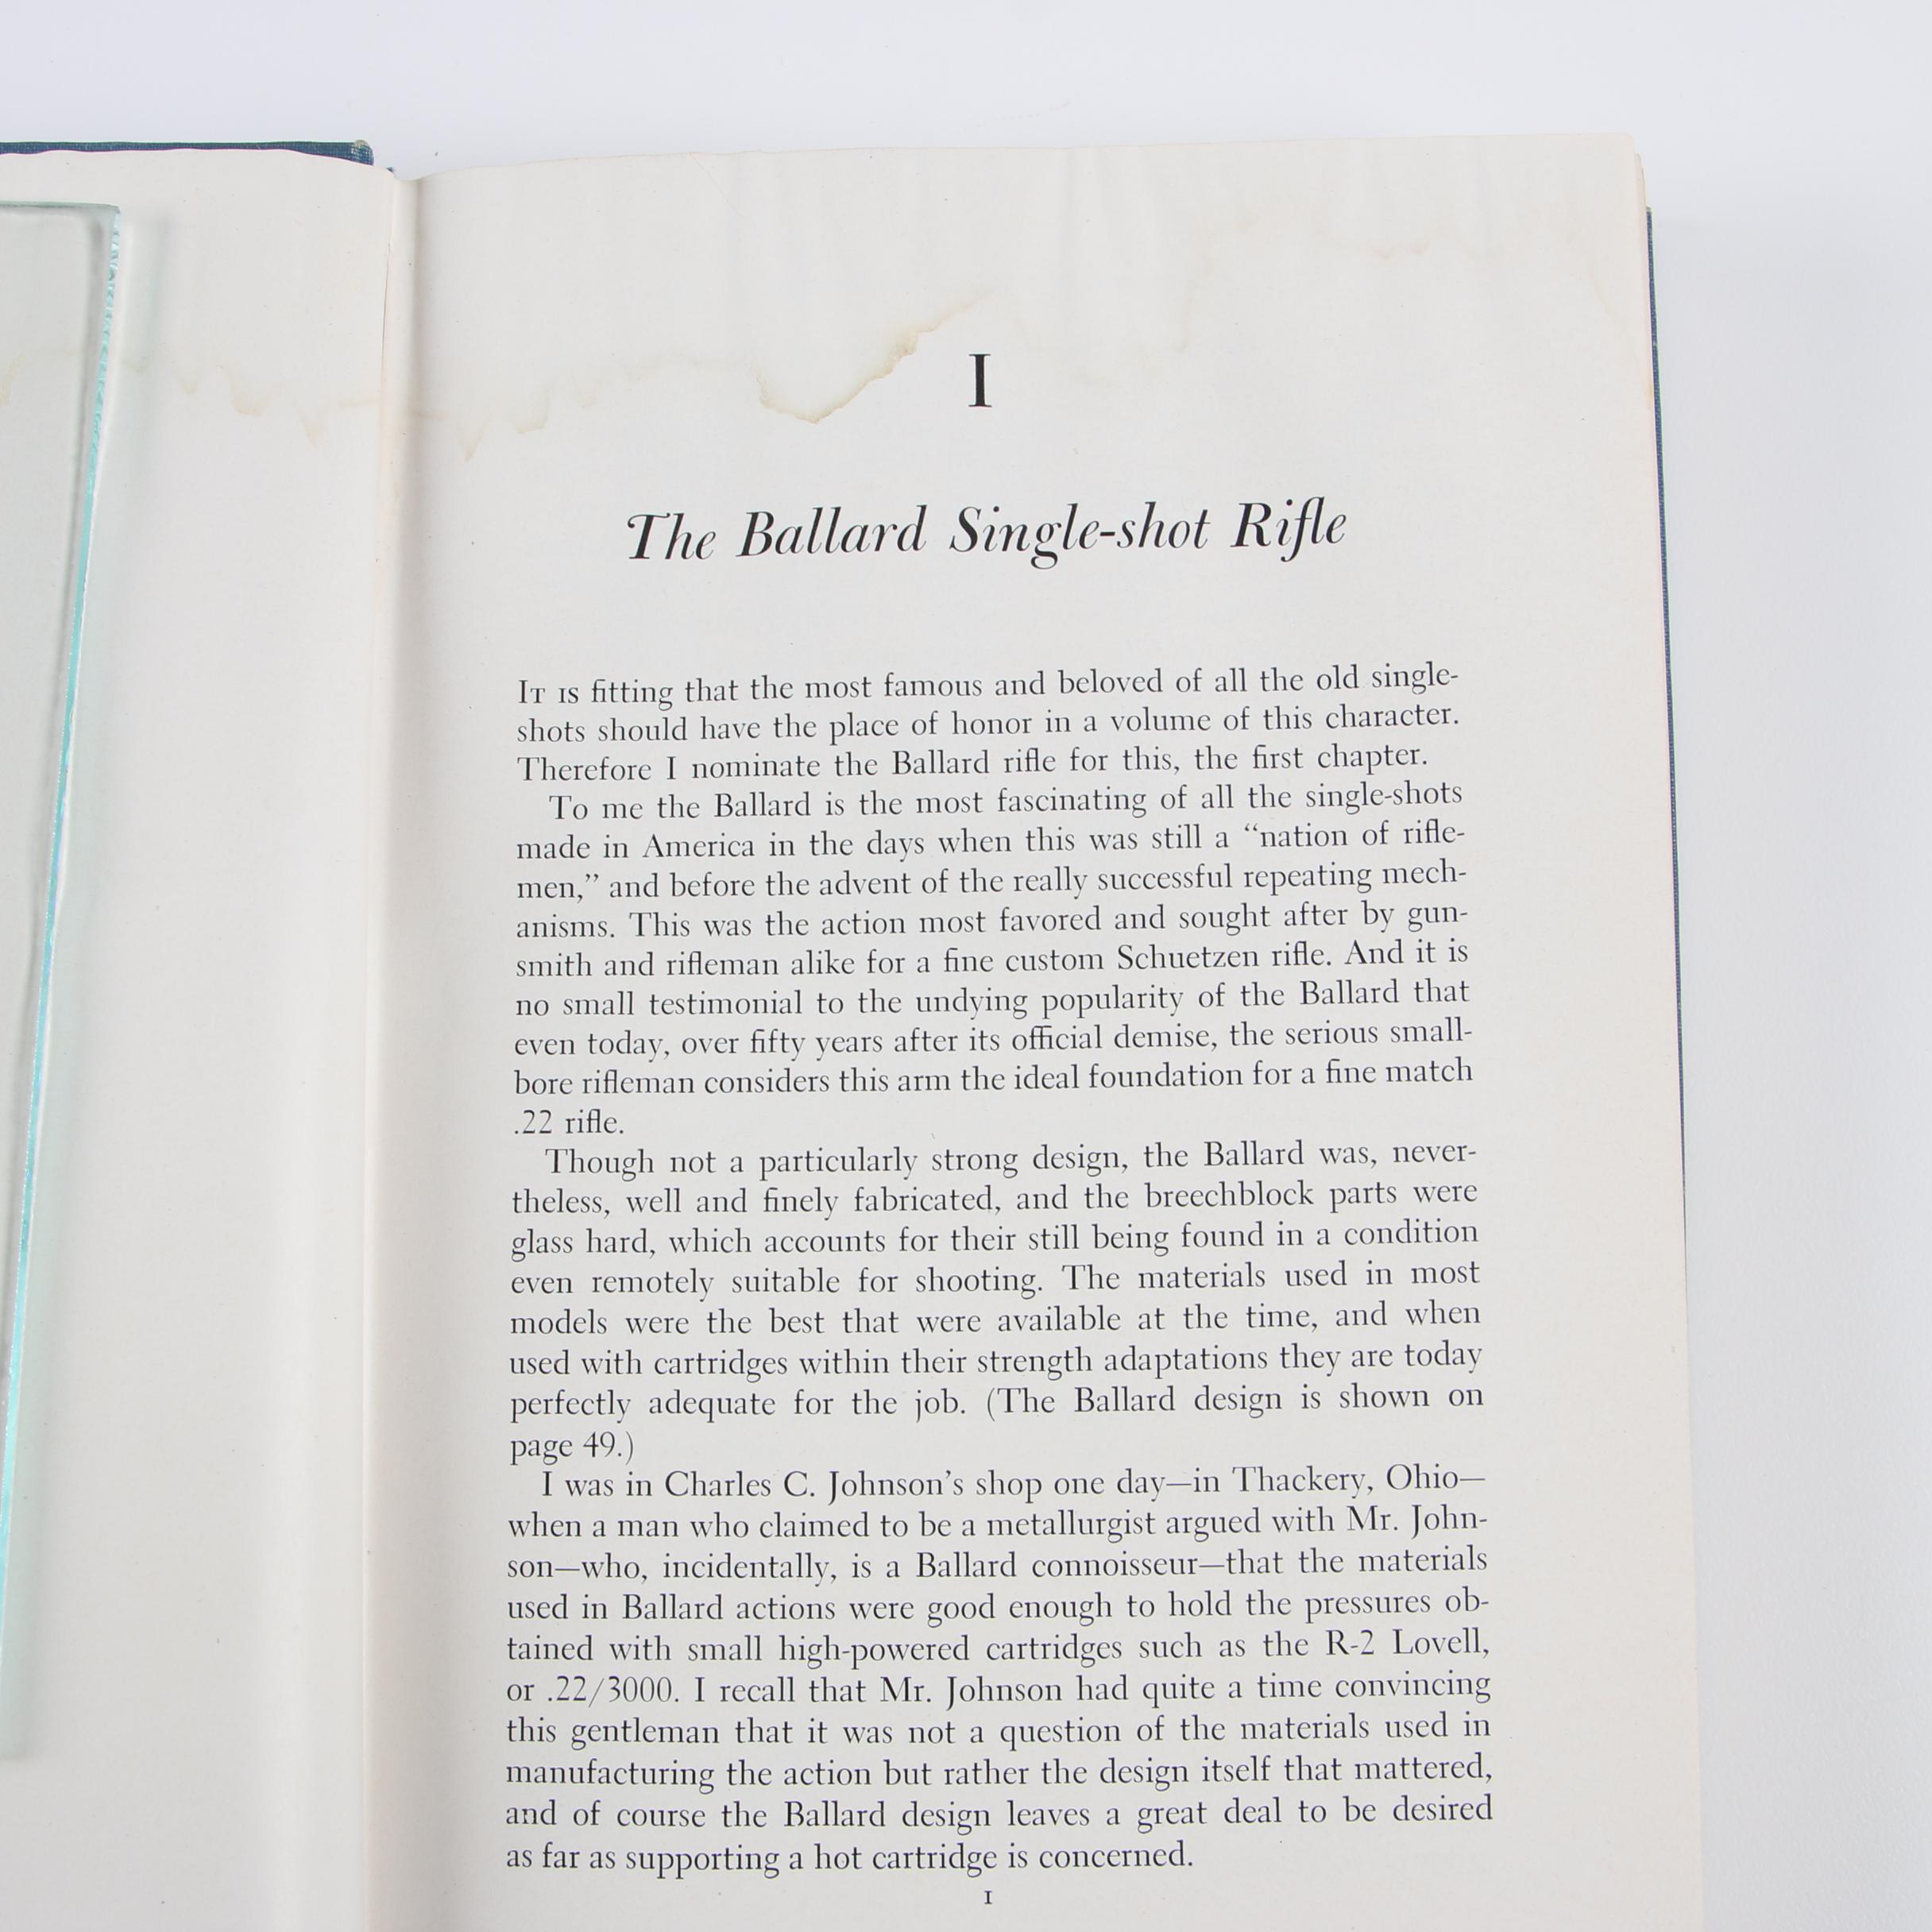 I
The Ballard Single-shot Rifle
IT IS fitting that the most famous and beloved of all the old single-
shots should have the place of honor in a volume of this character.
Therefore I nominate the Ballard rifle for this, the first chapter.
To me the Ballard is the most fascinating of all the single-shots
made in America in the days when this was still a “nation of rifle-
men,” and before the advent of the really successful repeating mech-
anisms. This was the action most favored and sought after by gun-
smith and rifleman alike for a fine custom Schuetzen rifle. And it is
no small testimonial to the undying popularity of the Ballard that
even today, over fifty years after its official demise, the serious small-
bore rifleman considers this arm the ideal foundation for a fine match
.22 rifle.
Though not a particularly strong design, the Ballard was, never-
theless, well and finely fabricated, and the breechblock parts were
glass hard, which accounts for their still being found in a condition
even remotely suitable for shooting. The materials used in most
models were the best that were available at the time, and when
used with cartridges within their strength adaptations they are today
perfectly adequate for the job. (The Ballard design is shown on
page 49.)
I was in Charles C. Johnson’s shop one day—in Thackery, Ohio—
when a man who claimed to be a metallurgist argued with Mr. John-
son—who, incidentally, is a Ballard connoisseur—that the materials
used in Ballard actions were good enough to hold the pressures ob-
tained with small high-powered cartridges such as the R-2 Lovell,
or .22/3000. I recall that Mr. Johnson had quite a time convincing
this gentleman that it was not a question of the materials used in
manufacturing the action but rather the design itself that mattered,
and of course the Ballard design leaves a great deal to be desired
as far as supporting a hot cartridge is concerned.
1